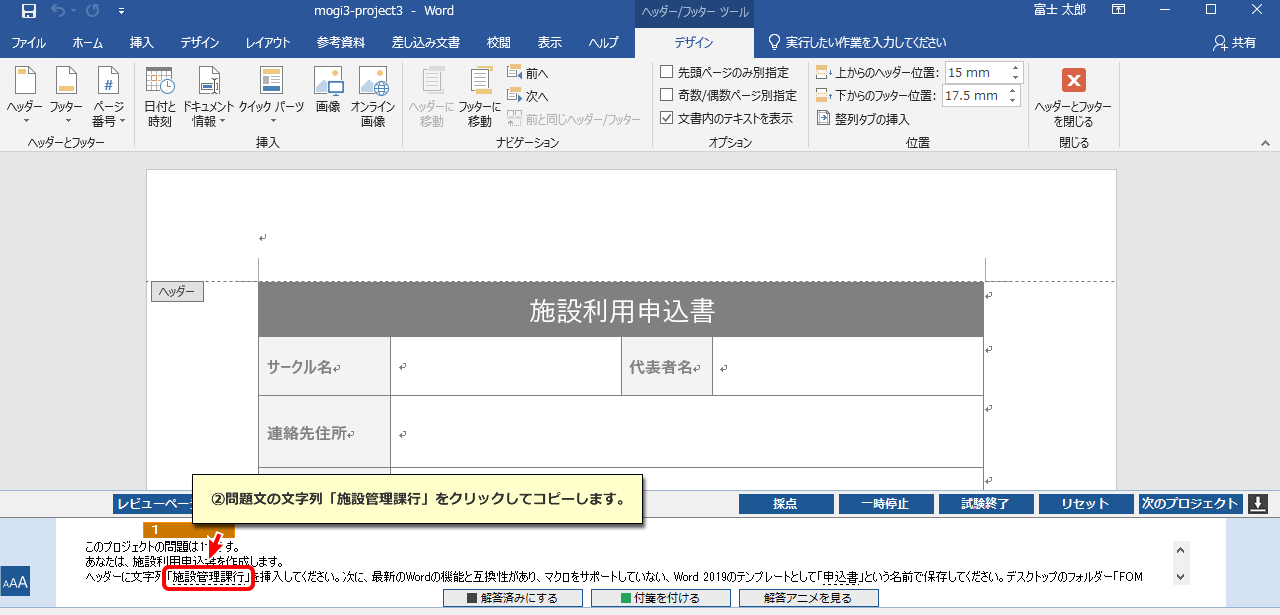 mogi3-project3 - Word
ヘッダー/フッター ツール
富士 太郎
ファイル ホーム 挿入 デザイン レイアウト 参考資料 差し込み文書 校閲 表示 ヘルプ デザイン 実行したい作業を入力してください 共有
ヘッダー フッター ページ番号
日付と時刻 ドキュメント情報 クイック パーツ 画像 オンライン画像
ヘッダーに移動 フッターに移動 前へ 次へ 前と同じヘッダー/フッター
先頭ページのみ別指定
奇数/偶数ページ別指定
文書内のテキストを表示
上からのヘッダー位置: 15 mm
下からのフッター位置: 17.5 mm
整列タブの挿入
ヘッダーとフッターを閉じる
ヘッダーとフッター 挿入 ナビゲーション オプション 位置 閉じる
ヘッダー
施設利用申込書
サークル名 代表者名
連絡先住所
②問題文の文字列「施設管理課行」をクリックしてコピーします。
レビューペー 採点 一時停止 試験終了 リセット 次のプロジェクト
1
このプロジェクトの問題は1です。
あなたは、施設利用申込書を作成します。
ヘッダーに文字列「施設管理課行」を挿入してください。次に、最新のWordの機能と互換性があり、マクロをサポートしていない、Word 2019のテンプレートとして「申込書」という名前で保存してください。デスクトップのフォルダー「FOM
AAA
解答済みにする 付箋を付ける 解答アニメを見る